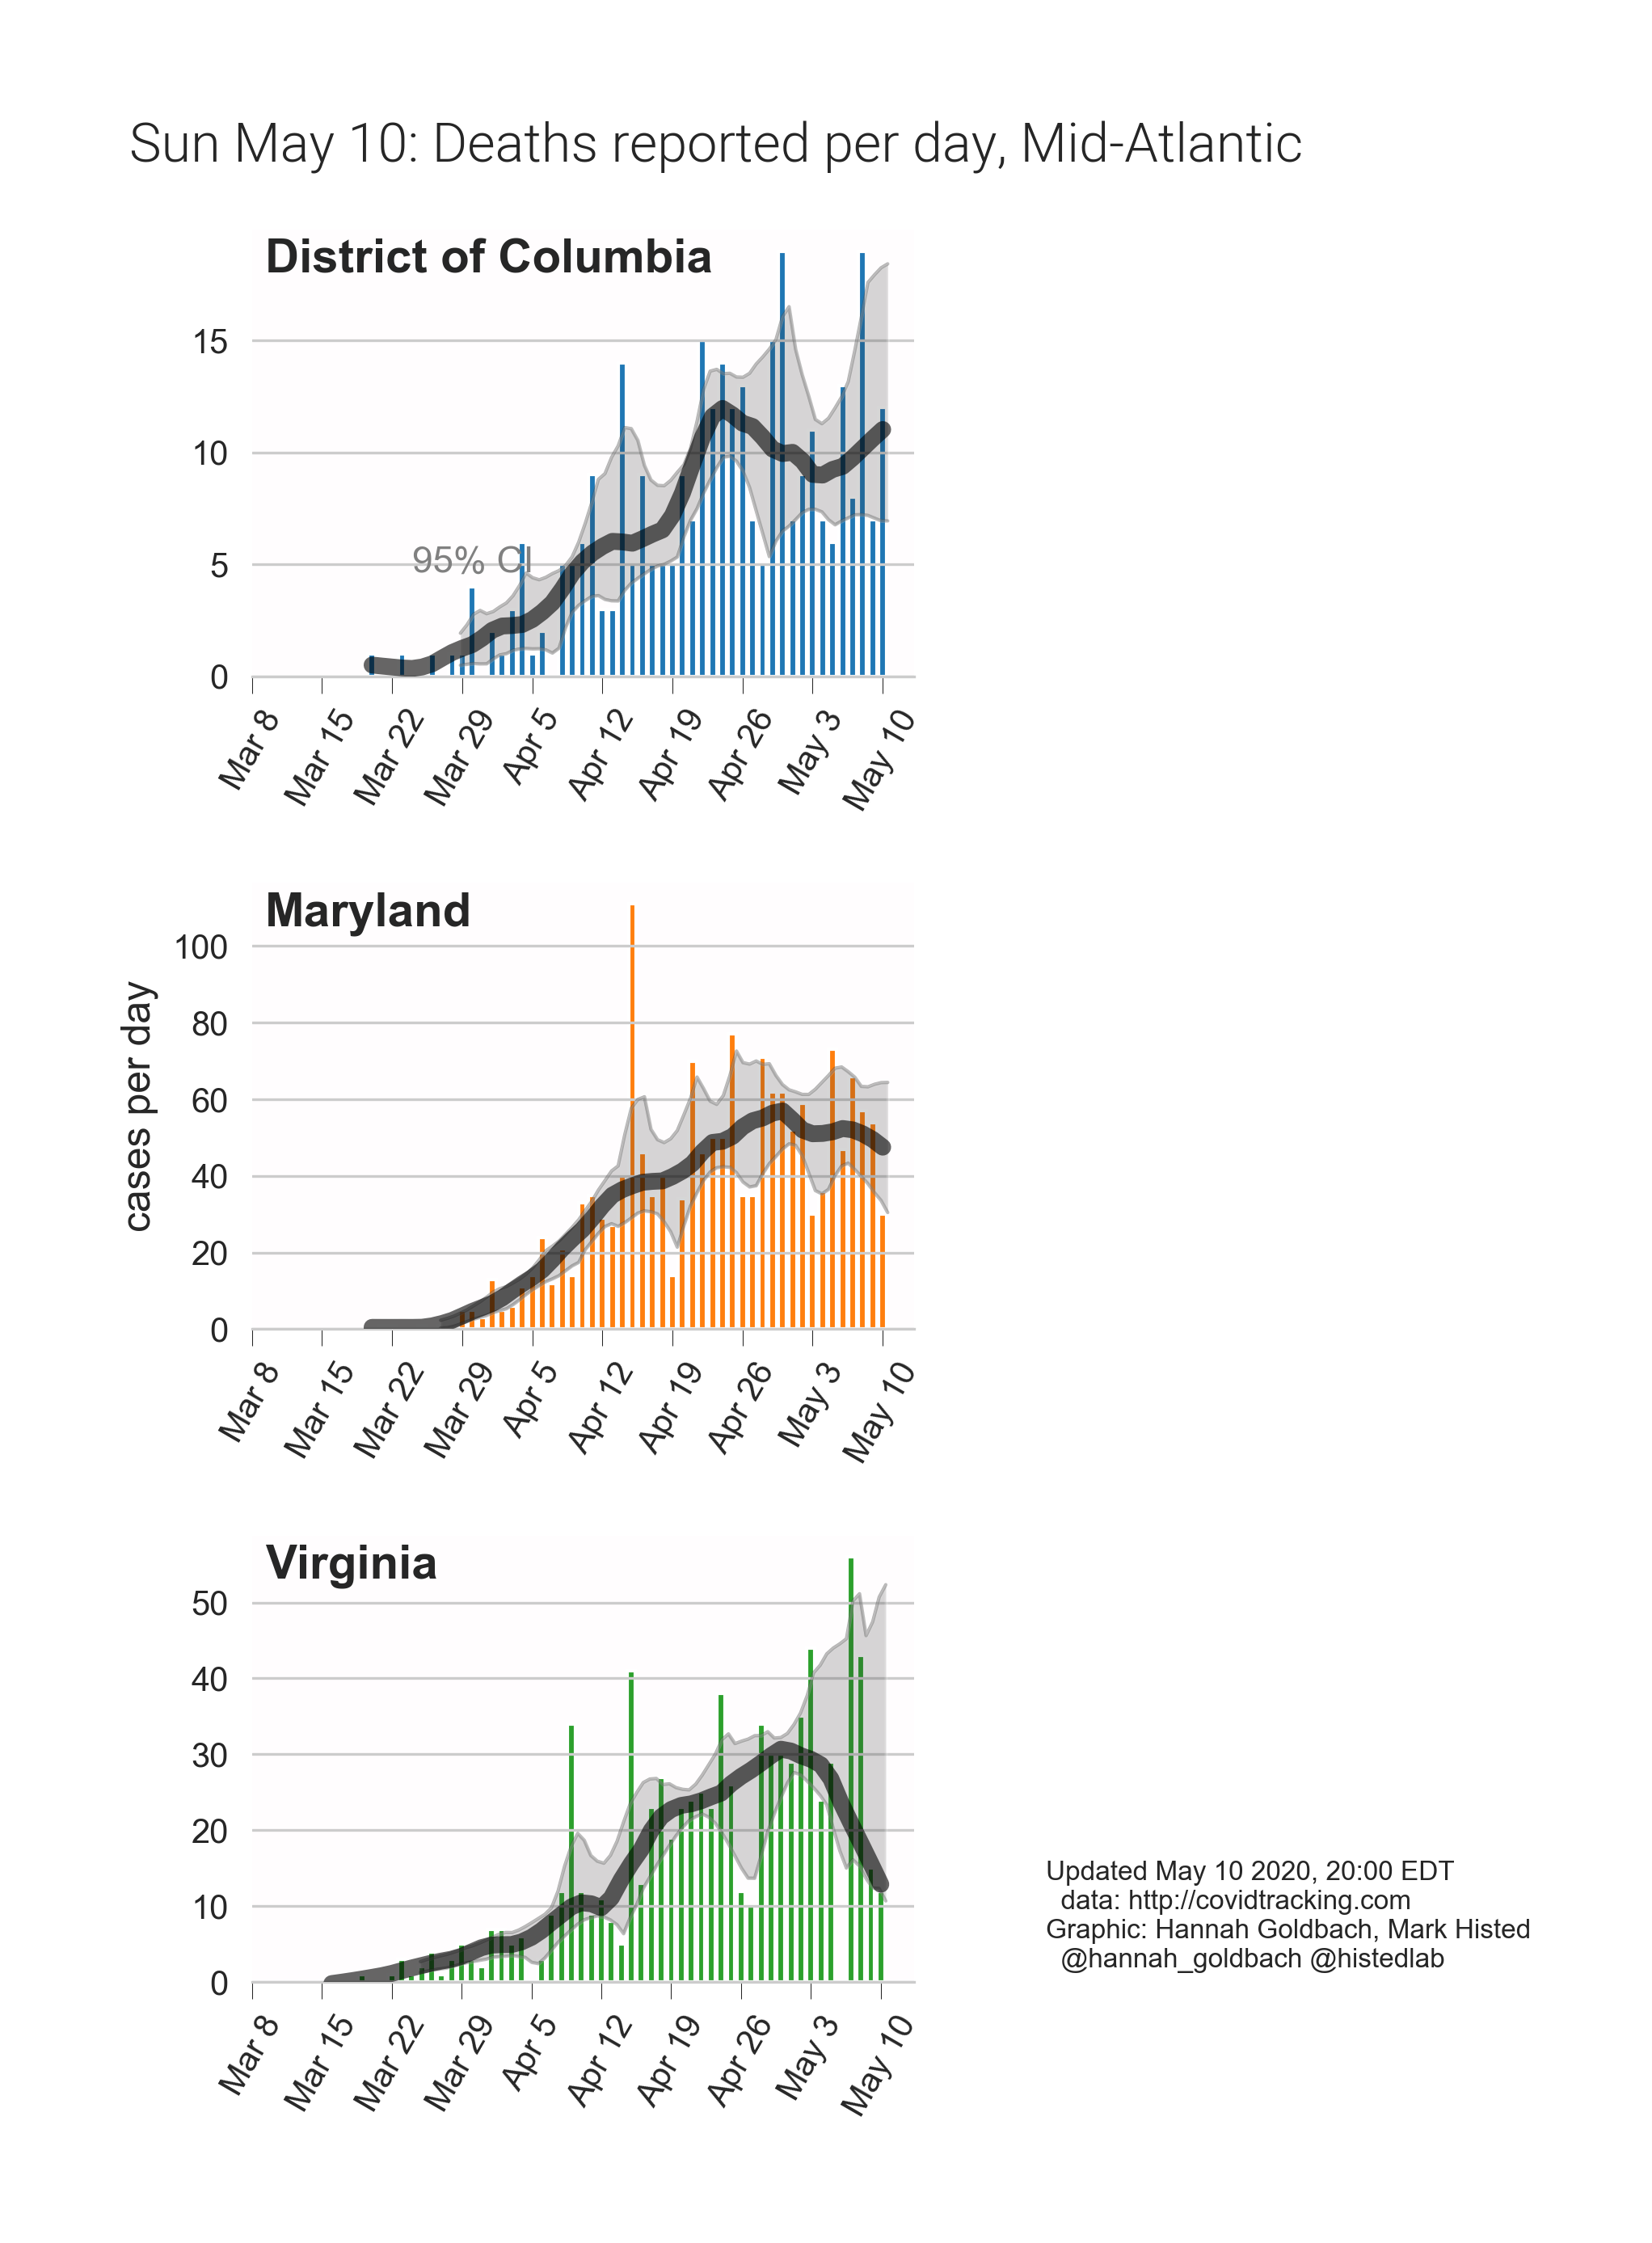 Sun May 10: Deaths reported per day, Mid-Atlantic
District of Columbia
15
10
95% CI
5
0
Mar 8
Mar 15
Mar 22
Mar 29
Apr 5
Apr 12
Apr 19
Apr 26
May 3
May 10
Maryland
cases per day
100
80
60
40
20
0
Mar 8
Mar 15
Mar 22
Mar 29
Apr 5
Apr 12
Apr 19
Apr 26
May 3
May 10
Virginia
50
40
30
20
10
0
Mar 8
Mar 15
Mar 22
Mar 29
Apr 5
Apr 12
Apr 19
Apr 26
May 3
May 10
Updated May 10 2020, 20:00 EDT
data: http://covidtracking.com
Graphic: Hannah Goldbach, Mark Histed
@hannah_goldbach @histedlab